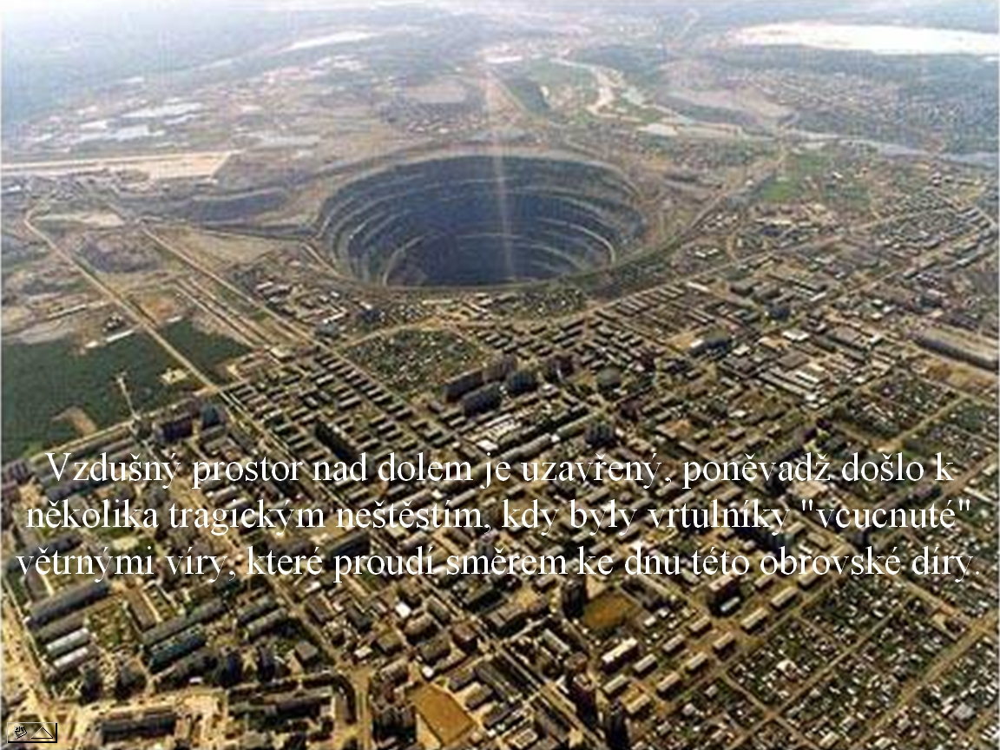 Vzdušný prostor nad dolem je uzavřený, poněvadž došlo k
několika tragickým neštěstím, kdy byly vrtulníky "vcucnuté"
větrnými víry, které proudí směrem ke dnu této obrovské díry.